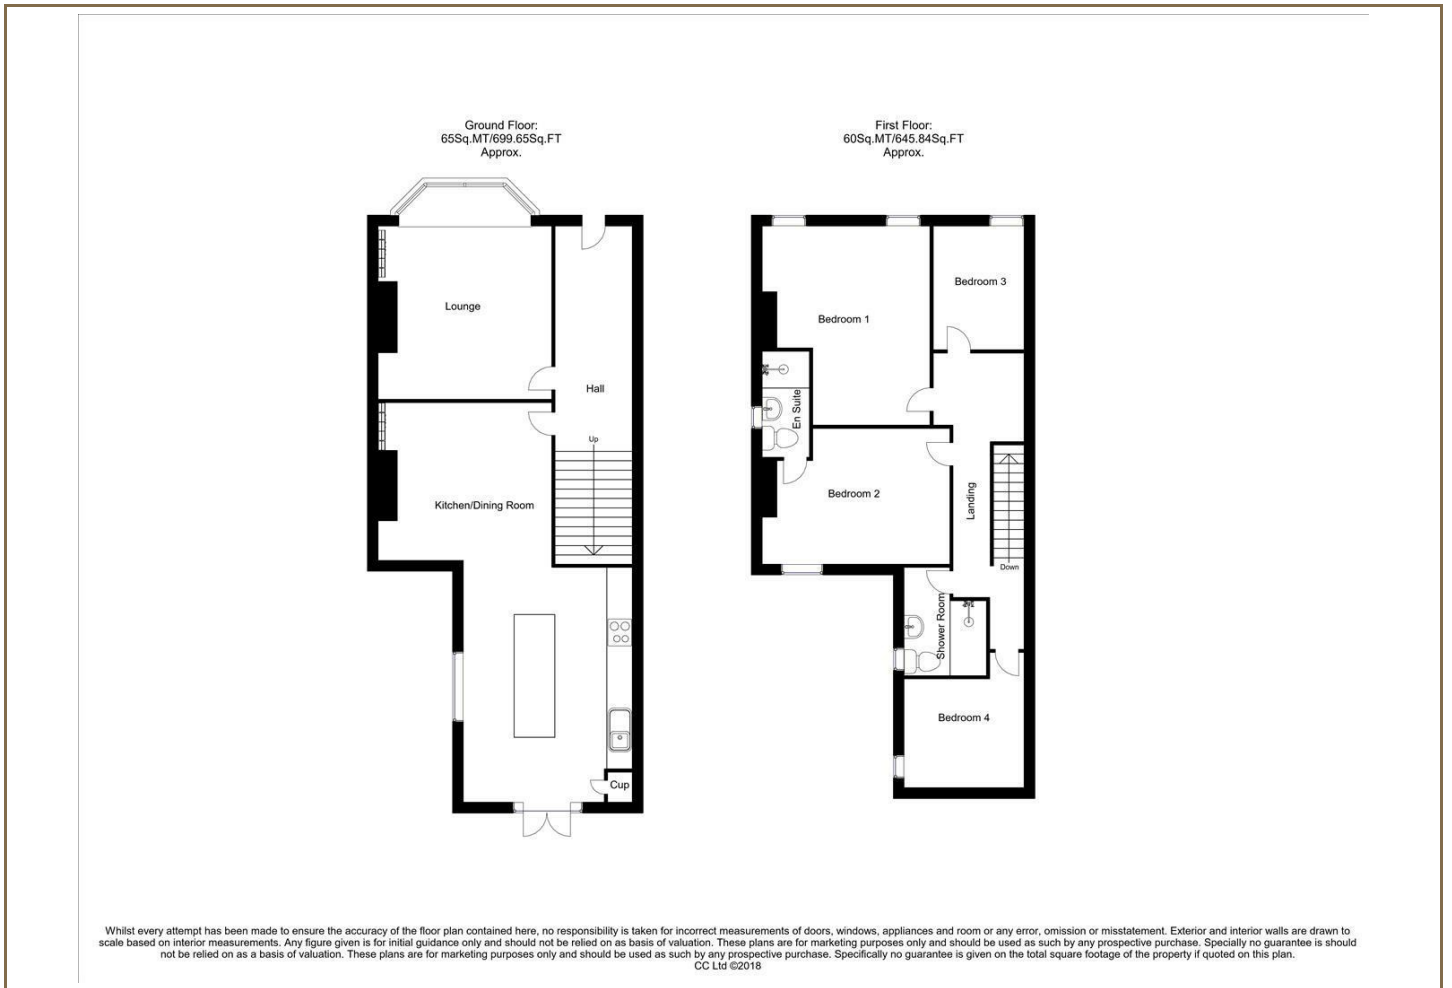 Ground Floor:
65Sq.MT/699.65Sq.FT
Approx.
First Floor:
60Sq.MT/645.84Sq.FT
Approx.
Lounge
Hall
Up
Kitchen/Dining Room
Cup
Bedroom 1
Bedroom 3
En Suite
Bedroom 2
Landing
Down
Shower Room
Bedroom 4
Whilst every attempt has been made to ensure the accuracy of the floor plan contained here, no responsibility is taken for incorrect measurements of doors, windows, appliances and room or any error, omission or misstatement. Exterior and interior walls are drawn to
scale based on interior measurements. Any figure given is for initial guidance only and should not be relied on as basis of valuation. These plans are for marketing purposes only and should be used as such by any prospective purchase. Specially no guarantee is should
not be relied on as a basis of valuation. These plans are for marketing purposes only and should be used as such by any prospective purchase. Specifically no guarantee is given on the total square footage of the property if quoted on this plan.
CC Ltd ©2018